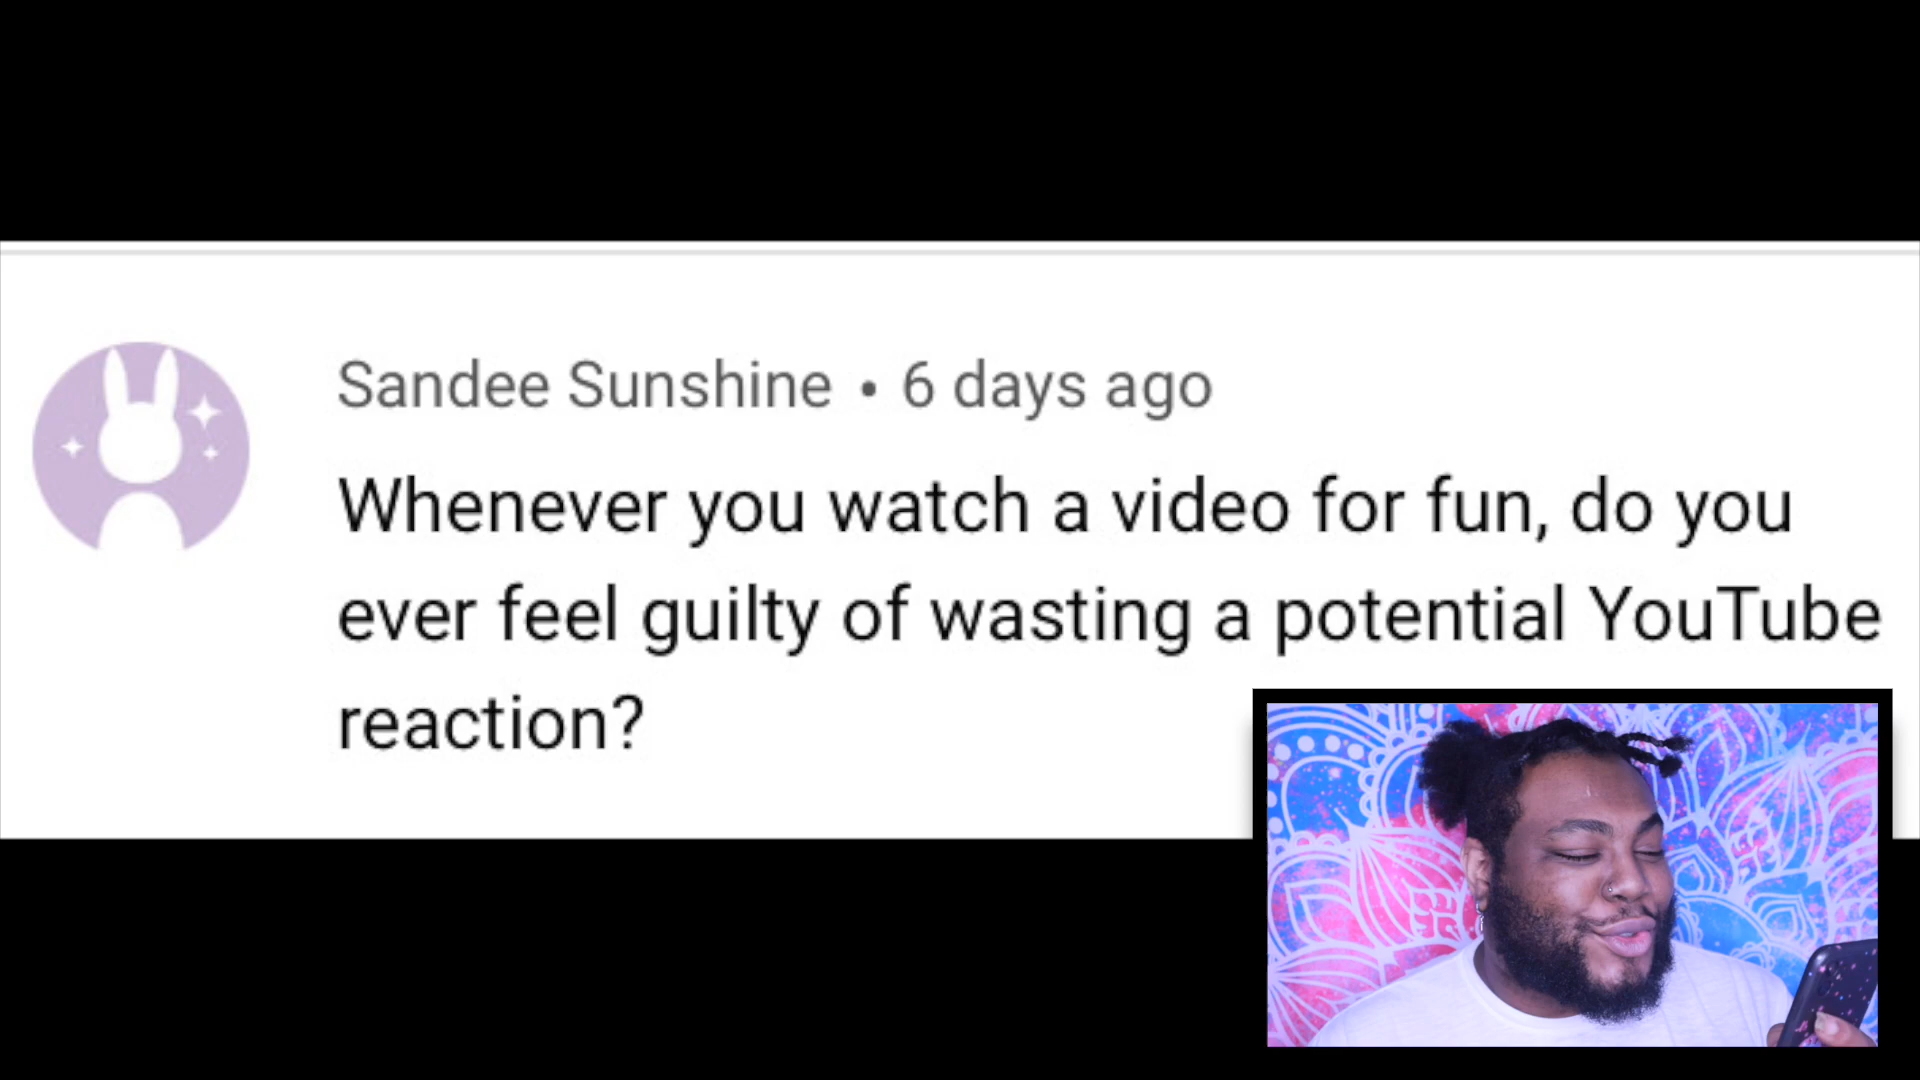 Sandee Sunshine • 6 days ago
Whenever you watch a video for fun, do you
ever feel guilty of wasting a potential YouTube
reaction?